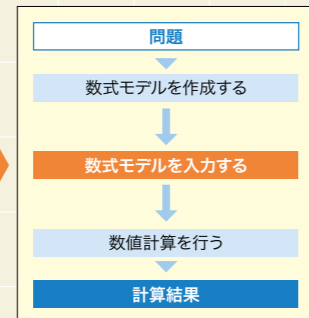 問題
数式モデルを作成する
数式モデルを入力する
数値計算を行う
計算結果